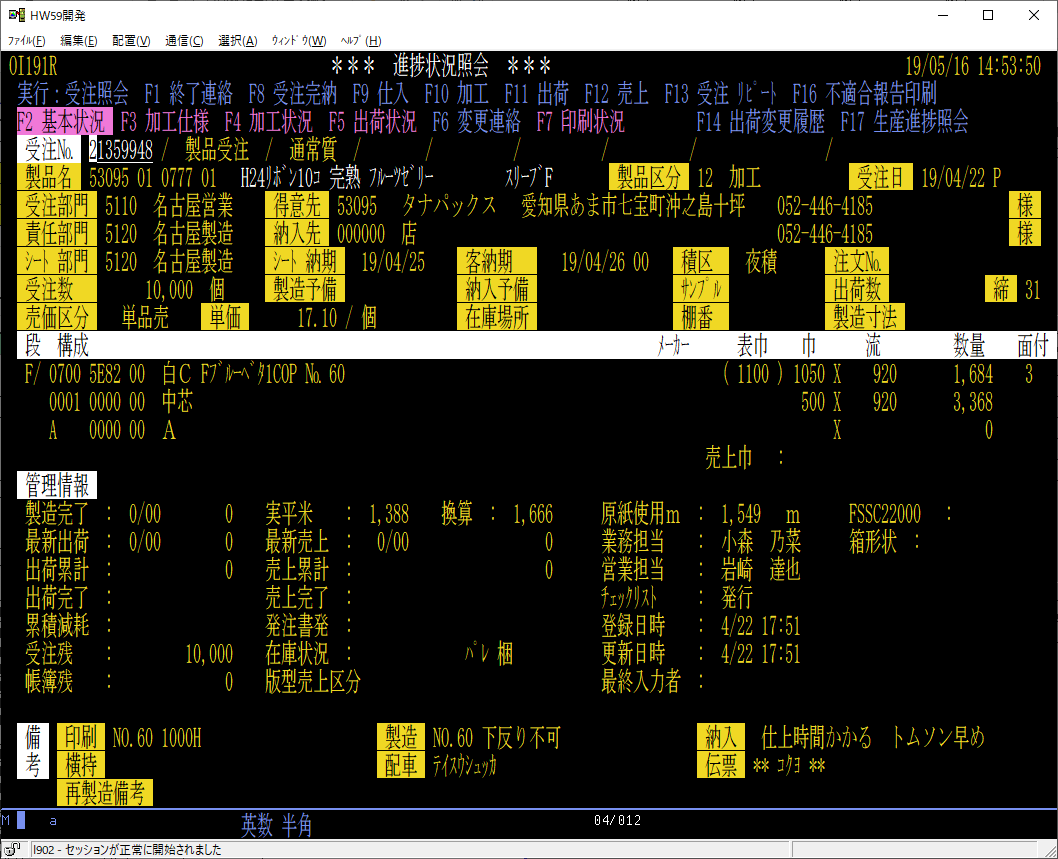 HW59開発
ﾌｧｲﾙ(F) 編集(E) 配置(V) 通信(C) 選択(A) ｳｨﾝﾄﾞｳ(W) ﾍﾙﾌﾟ(H)
OI191R *** 進捗状況照会 *** 19/05/16 14:53:50
実行：受注照会 F1 終了連絡 F8 受注完納 F9 仕入 F10 加工 F11 出荷 F12 売上 F13 受注 ﾘﾋﾟｰﾄ F16 不適合報告印刷
F2 基本状況 F3 加工仕様 F4 加工状況 F5 出荷状況 F6 変更連絡 F7 印刷状況 F14 出荷変更履歴 F17 生産進捗照会
受注№ 21359948 / 製品受注 / 通常質 / / / / / /
製品名 53095 01 0777 01 H24ﾘﾎﾞﾝ10ｺ 完熟 ﾌﾙｰﾂｾﾞﾘｰ ｽﾘｰﾌﾞF 製品区分 12 加工 受注日 19/04/22 P
受注部門 5110 名古屋営業 得意先 53095 タナパックス 愛知県あま市七宝町沖之島十坪 052-446-4185 様
責任部門 5120 名古屋製造 納入先 000000 店 052-446-4185 様
ｼｰﾄ 部門 5120 名古屋製造 ｼｰﾄ 納期 19/04/25 客納期 19/04/26 00 積区 夜積 注文№
受注数 10,000 個 製造予備 納入予備 ｻﾝﾌﾟﾙ 出荷数 締 31
売価区分 単品売 単価 17.10 / 個 在庫場所 棚番 製造寸法
段 構成 ﾒｰｶｰ 表巾 巾 流 数量 面付
F/ 0700 5E82 00 白C Fﾌﾞﾙｰﾍﾞﾀ1COP № 60 ( 1100 ) 1050 X 920 1,684 3
0001 0000 00 中芯 500 X 920 3,368
A 0000 00 A X 0
売上巾 ：
管理情報
製造完了 ： 0/00 0 実平米 ： 1,388 換算 ： 1,666 原紙使用m ： 1,549 m FSSC22000 ：
最新出荷 ： 0/00 0 最新売上 ： 0/00 0 業務担当 ： 小森 乃菜 箱形状 ：
出荷累計 ： 0 売上累計 ： 0 営業担当 ： 岩崎 達也
出荷完了 ： 売上完了 ： ﾁｪｯｸﾘｽﾄ ： 発行
累積減耗 ： 発注書発 ： 登録日時 ： 4/22 17:51
受注残 ： 10,000 在庫状況 ： ﾊﾟﾚ 梱 更新日時 ： 4/22 17:51
帳簿残 ： 0 版型売上区分 最終入力者 ：
備考 印刷 NO.60 1000H 製造 NO.60 下反り不可 納入 仕上時間かかる トムソン早め
横持 配車 ﾃｲｽｳｼｭｯｶ 伝票 ** ｺｸﾖ **
再製造備考
M a 英数 半角 04/012
I902 - セッションが正常に開始されました